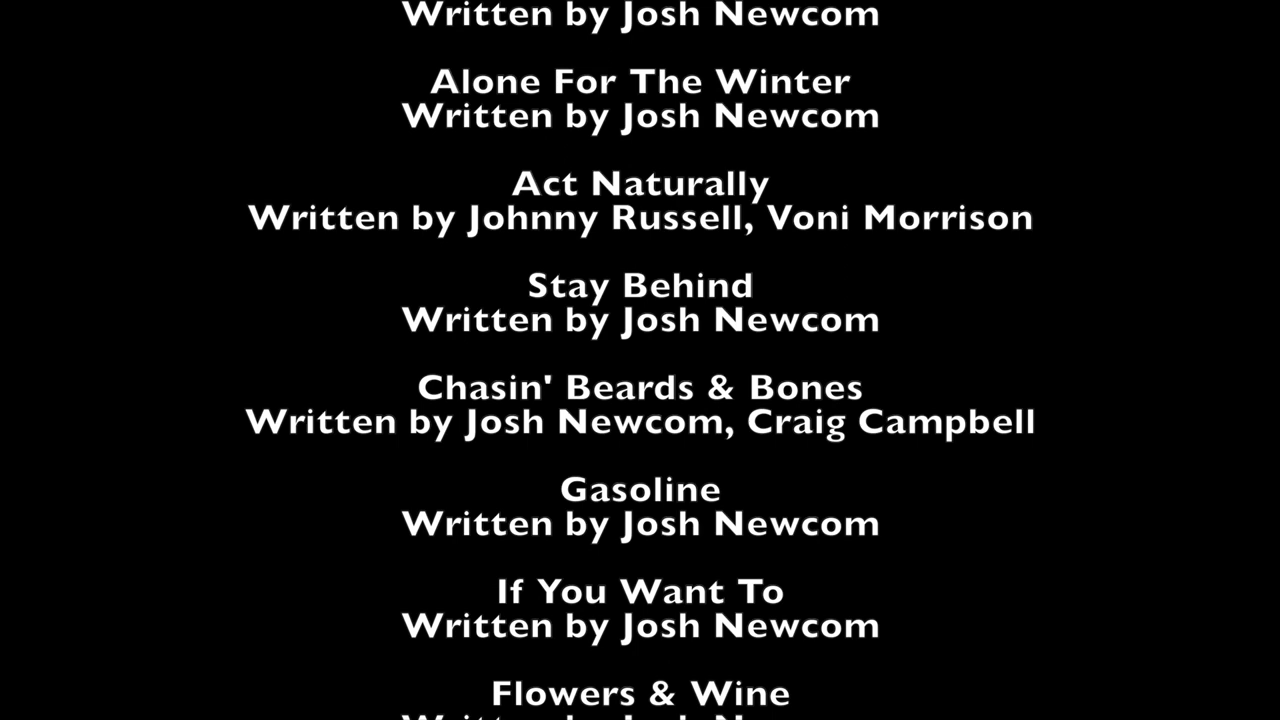 Written by Josh Newcom
Alone For The Winter
Written by Josh Newcom
Act Naturally
Written by Johnny Russell, Voni Morrison
Stay Behind
Written by Josh Newcom
Chasin' Beards & Bones
Written by Josh Newcom, Craig Campbell
Gasoline
Written by Josh Newcom
If You Want To
Written by Josh Newcom
Flowers & Wine